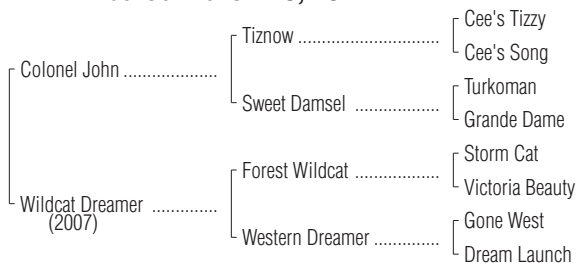 Cee's Tizzy
Tiznow ..................................
Cee's Song
Colonel John ......................
Turkoman
Sweet Damsel ....................
Grande Dame
Storm Cat
Forest Wildcat ....................
Victoria Beauty
Wildcat Dreamer ...............
(2007)
Gone West
Western Dreamer ...............
Dream Launch